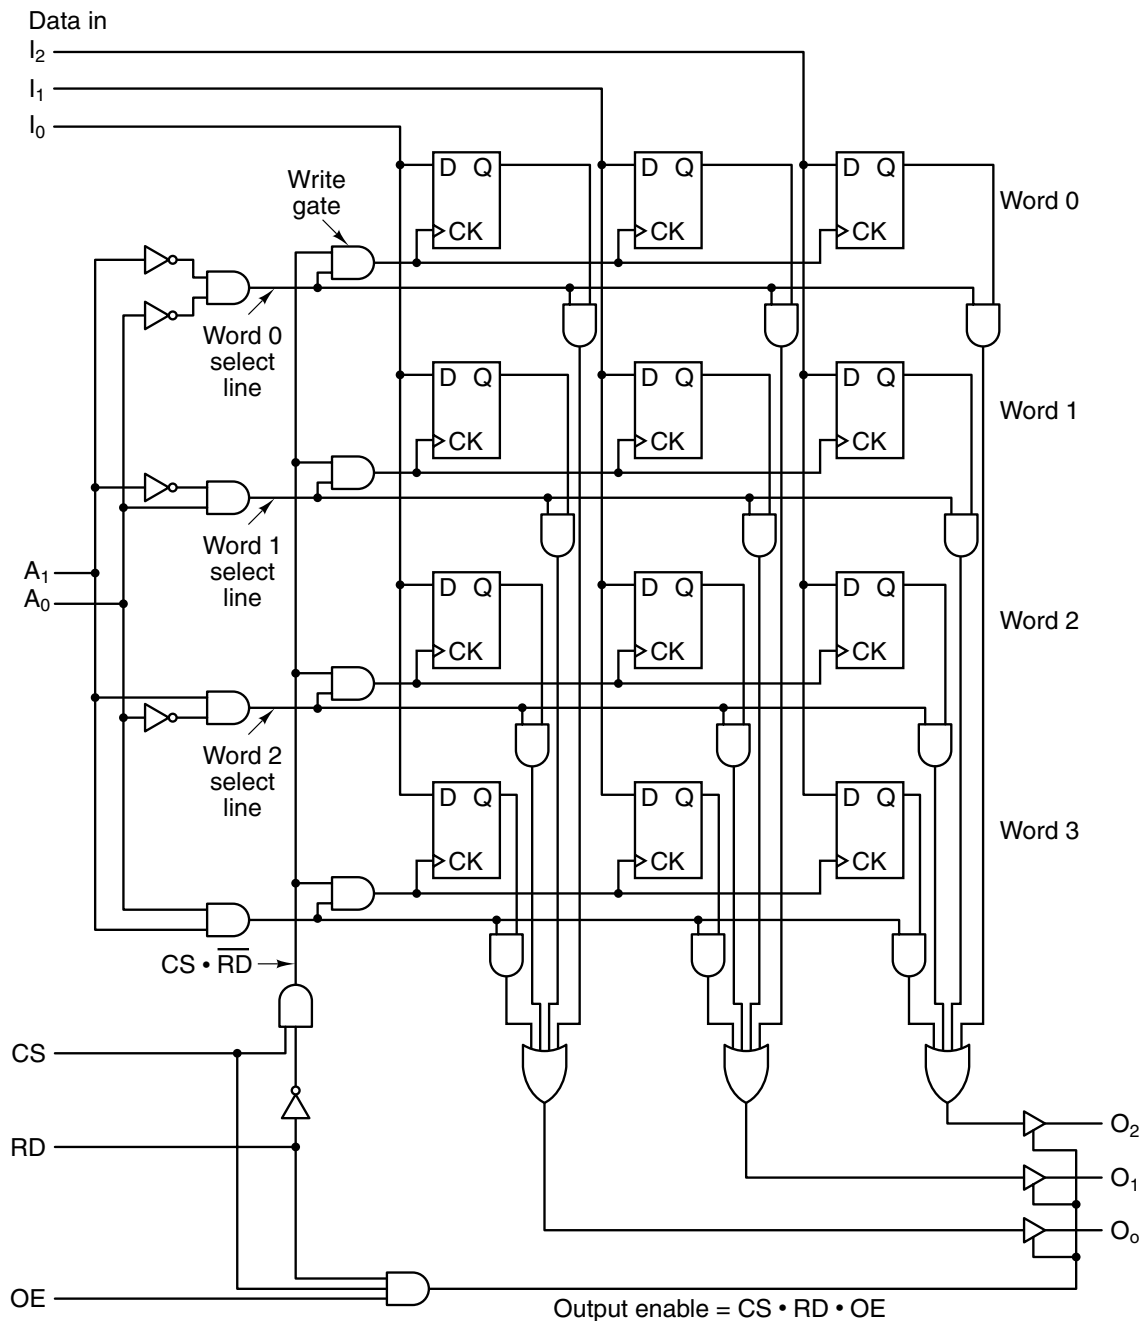 Data in
I₂
I₁
I₀
D Q
CK
D Q
CK
D Q
CK
Word 0
Write
gate
Word 0
select
line
D Q
CK
D Q
CK
D Q
CK
Word 1
Word 1
select
line
A₁
A₀
D Q
CK
D Q
CK
D Q
CK
Word 2
Word 2
select
line
D Q
CK
D Q
CK
D Q
CK
Word 3
CS • R̅D̅
CS
RD
O₂
O₁
Oₒ
OE
Output enable = CS • RD • OE